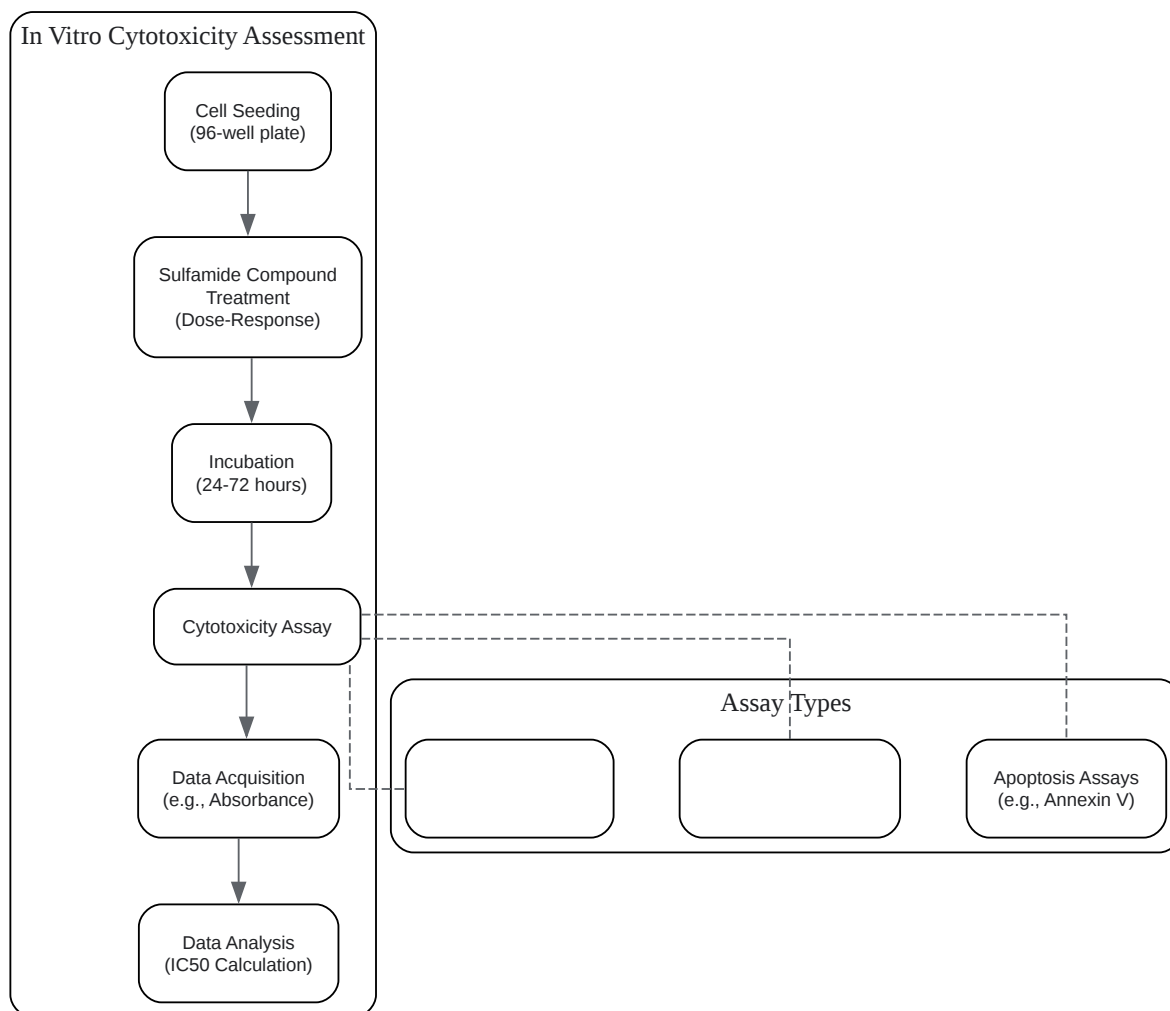 In Vitro Cytotoxicity Assessment
Cell Seeding
(96-well plate)
Sulfamide Compound
Treatment
(Dose-Response)
Incubation
(24-72 hours)
Cytotoxicity Assay
Assay Types
Data Acquisition
(e.g., Absorbance)
Apoptosis Assays
(e.g., Annexin V)
Data Analysis
(IC50 Calculation)